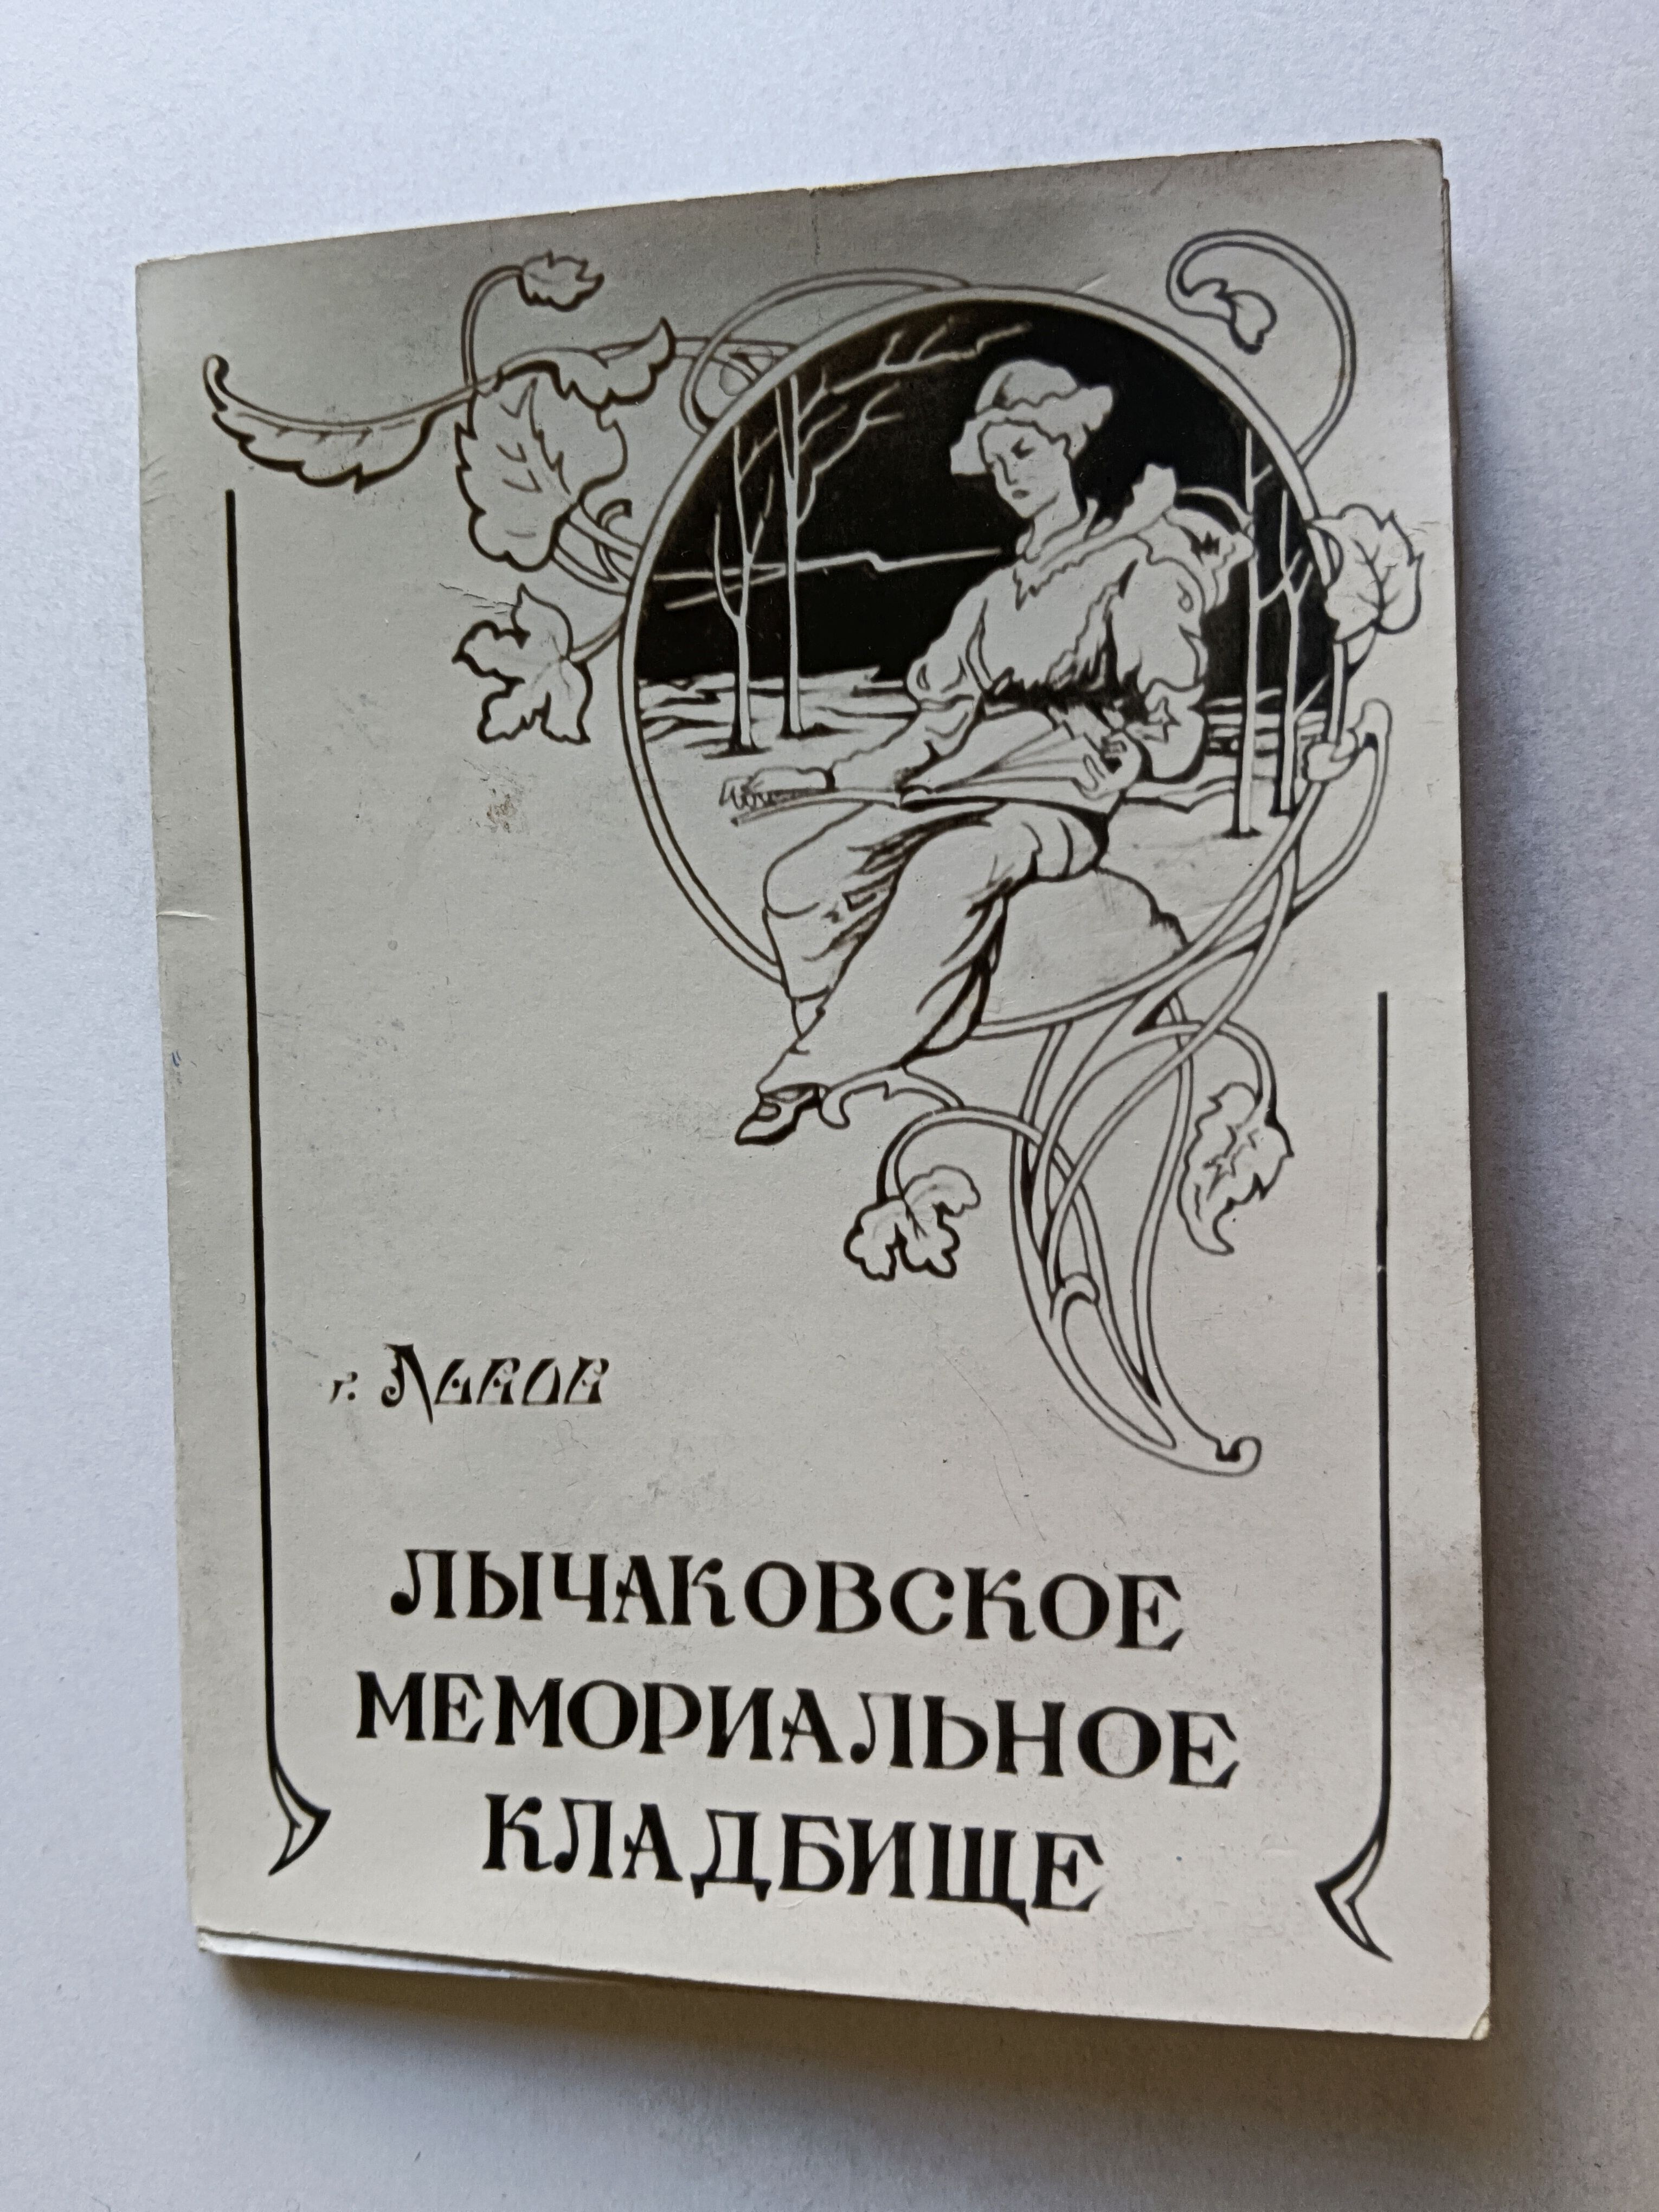 г. Львов
ЛЫЧАКОВСКОЕ
МЕМОРИАЛЬНОЕ
КЛАДБИЩЕ